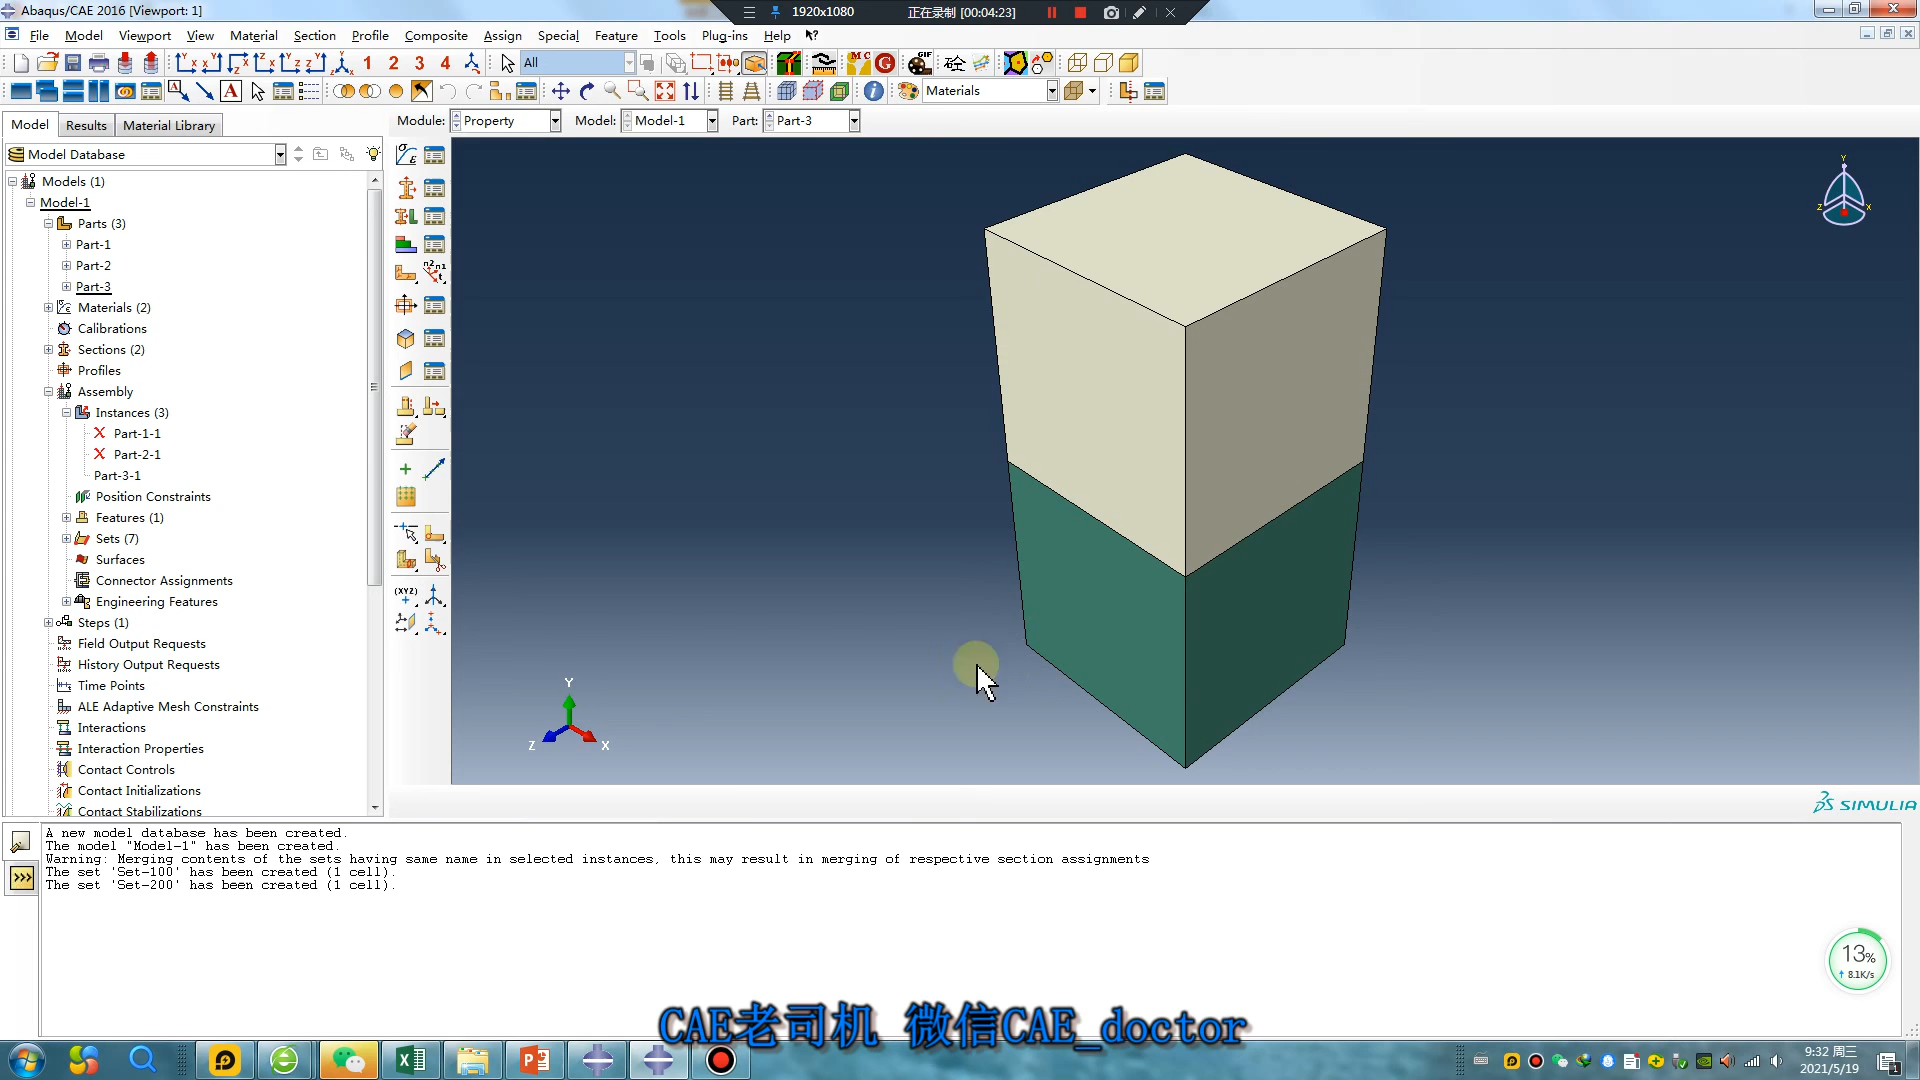 Abaqus/CAE 2016 [Viewport: 1]
1920x1080
正在录制 [00:04:23]
File Model Viewport View Material Section Profile Composite Assign Special Feature Tools Plug-ins Help
1 2 3 4 All
Materials
Model Results Material Library
Module: Property Model: Model-1 Part: Part-3
Model Database
Models (1)
Model-1
Parts (3)
Part-1
Part-2
Part-3
Materials (2)
Calibrations
Sections (2)
Profiles
Assembly
Instances (3)
Part-1-1
Part-2-1
Part-3-1
Position Constraints
Features (1)
Sets (7)
Surfaces
Connector Assignments
Engineering Features
Steps (1)
Field Output Requests
History Output Requests
Time Points
ALE Adaptive Mesh Constraints
Interactions
Interaction Properties
Contact Controls
Contact Initializations
Contact Stabilizations
Y
Z X
Y
Z
X
SIMULIA
A new model database has been created.
The model "Model-1" has been created.
Warning: Merging contents of the sets having same name in selected instances, this may result in merging of respective section assignments
The set 'Set-100' has been created (1 cell).
The set 'Set-200' has been created (1 cell).
13%
8.1K/s
CAE老司机 微信CAE_doctor
9:32 周三
2021/5/19